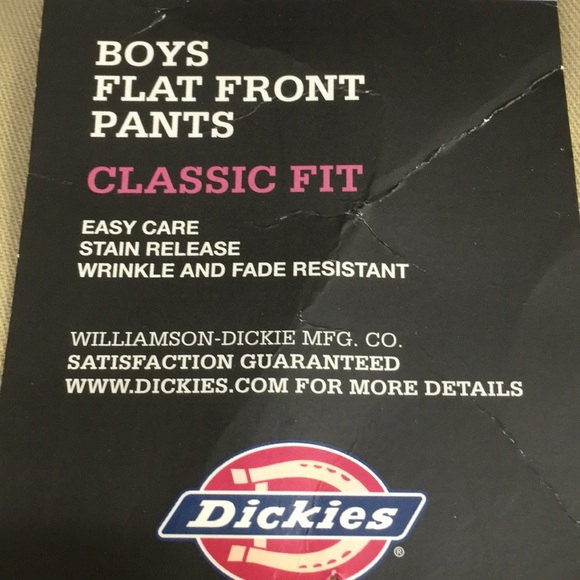 BOYS
FLAT FRONT
PANTS
CLASSIC FIT
EASY CARE
STAIN RELEASE
WRINKLE AND FADE RESISTANT
WILLIAMSON-DICKIE MFG. CO.
SATISFACTION GUARANTEED
WWW.DICKIES.COM FOR MORE DETAILS
Dickies®